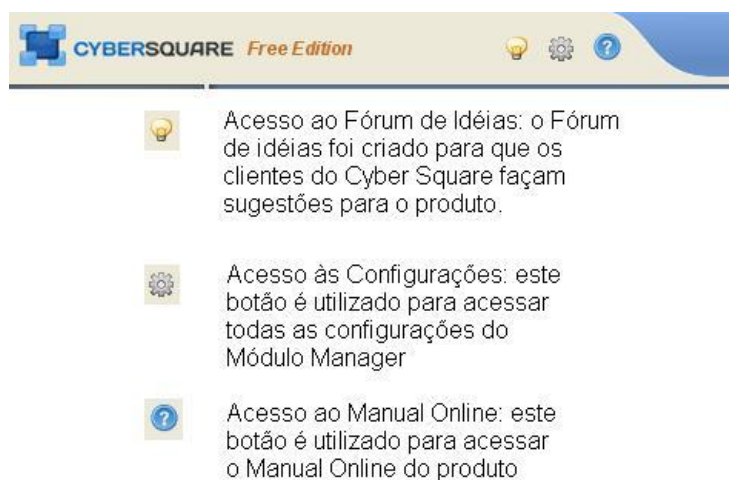 CYBERSQUARE Free Edition
Acesso ao Fórum de Idéias: o Fórum
de idéias foi criado para que os
clientes do Cyber Square façam
sugestões para o produto.
Acesso às Configurações: este
botão é utilizado para acessar
todas as configurações do
Módulo Manager
Acesso ao Manual Online: este
botão é utilizado para acessar
o Manual Online do produto